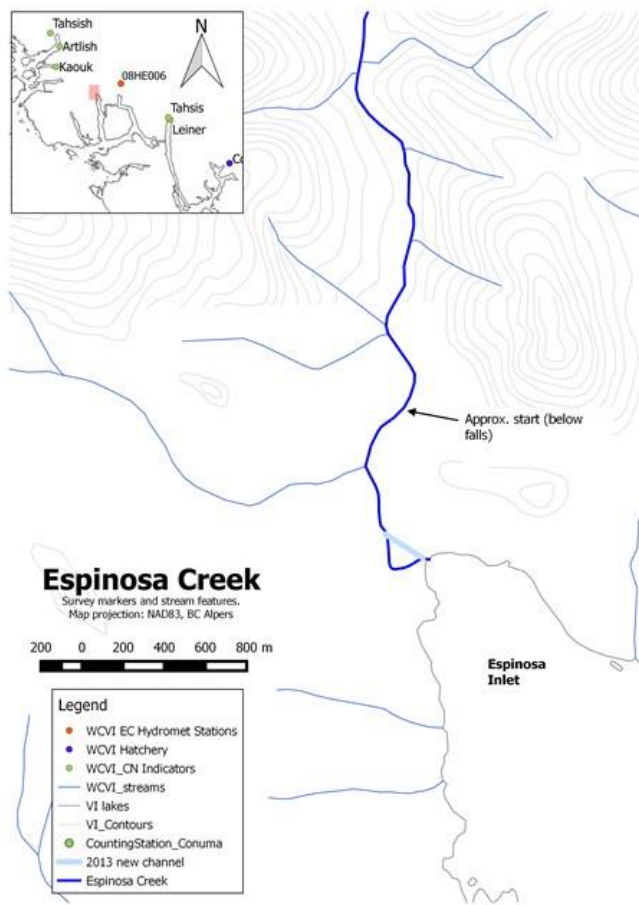 Tahsish
Artlish
Kaouk
08HE006
N
Tahsis
Leiner
Co
Approx. start (below
falls)
Espinosa Creek
Survey markers and stream features.
Map projection: NAD83, BC Alpers
200 0 200 400 600 800 m
Espinosa
Inlet
Legend
WCVI EC Hydromet Stations
WCVI Hatchery
WCVI_CN Indicators
WCVI_streams
VI lakes
VI_Contours
CountingStation_Conuma
2013 new channel
Espinosa Creek